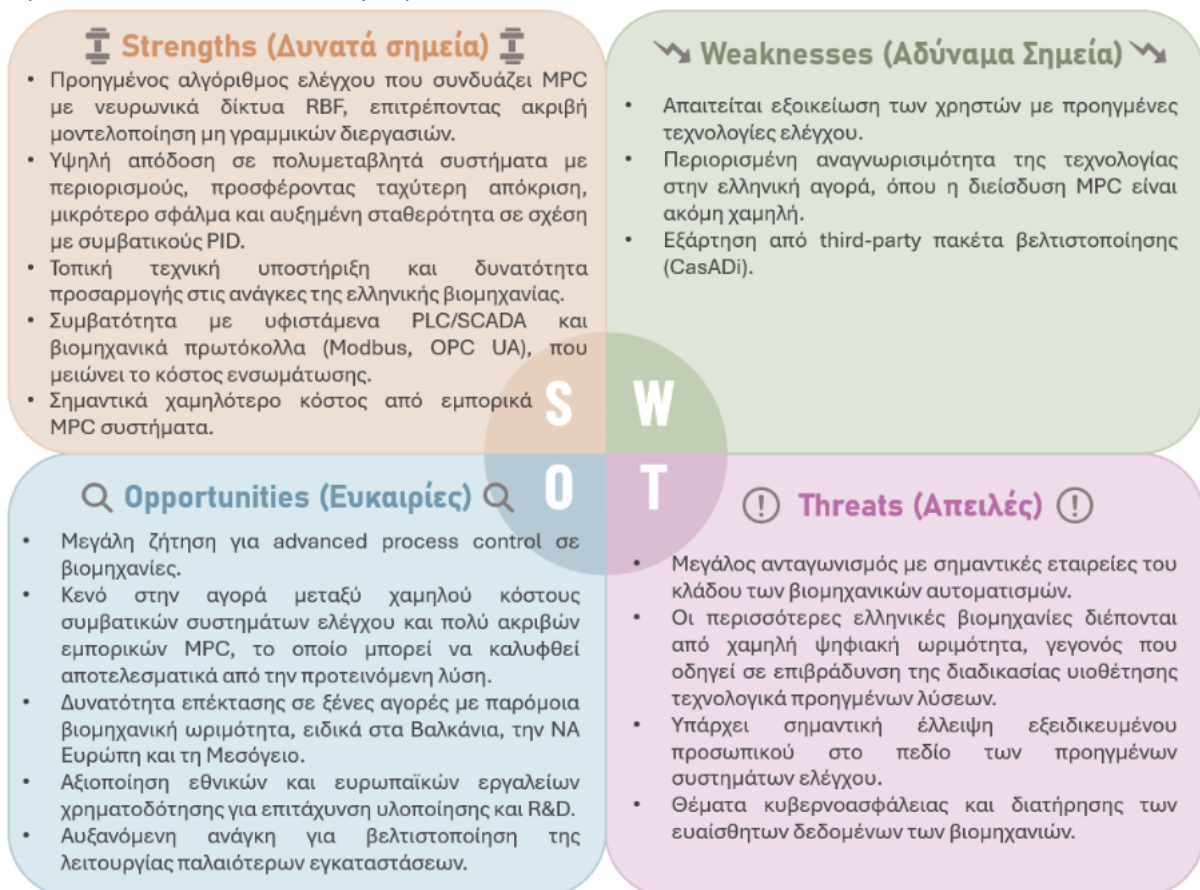 Strengths (Δυνατά σημεία)
• Προηγμένος αλγόριθμος ελέγχου που συνδυάζει MPC
με νευρωνικά δίκτυα RBF, επιτρέποντας ακριβή
μοντελοποίηση μη γραμμικών διεργασιών.
• Υψηλή απόδοση σε πολυμεταβλητά συστήματα με
περιορισμούς, προσφέροντας ταχύτερη απόκριση,
μικρότερο σφάλμα και αυξημένη σταθερότητα σε σχέση
με συμβατικούς PID.
• Τοπική τεχνική υποστήριξη και δυνατότητα
προσαρμογής στις ανάγκες της ελληνικής βιομηχανίας.
• Συμβατότητα με υφιστάμενα PLC/SCADA και
βιομηχανικά πρωτόκολλα (Modbus, OPC UA), που
μειώνει το κόστος ενσωμάτωσης.
• Σημαντικά χαμηλότερο κόστος από εμπορικά
MPC συστήματα.
Weaknesses (Αδύναμα Σημεία)
• Απαιτείται εξοικείωση των χρηστών με προηγμένες
τεχνολογίες ελέγχου.
• Περιορισμένη αναγνωρισιμότητα της τεχνολογίας
στην ελληνική αγορά, όπου η διείσδυση MPC είναι
ακόμη χαμηλή.
• Εξάρτηση από third-party πακέτα βελτιστοποίησης
(CasADi).
S W
O T
Opportunities (Ευκαιρίες)
• Μεγάλη ζήτηση για advanced process control σε
βιομηχανίες.
• Κενό στην αγορά μεταξύ χαμηλού κόστους
συμβατικών συστημάτων ελέγχου και πολύ ακριβών
εμπορικών MPC, το οποίο μπορεί να καλυφθεί
αποτελεσματικά από την προτεινόμενη λύση.
• Δυνατότητα επέκτασης σε ξένες αγορές με παρόμοια
βιομηχανική ωριμότητα, ειδικά στα Βαλκάνια, την ΝΑ
Ευρώπη και τη Μεσόγειο.
• Αξιοποίηση εθνικών και ευρωπαϊκών εργαλείων
χρηματοδότησης για επιτάχυνση υλοποίησης και R&D.
• Αυξανόμενη ανάγκη για βελτιστοποίηση της
λειτουργίας παλαιότερων εγκαταστάσεων.
Threats (Απειλές)
• Μεγάλος ανταγωνισμός με σημαντικές εταιρείες του
κλάδου των βιομηχανικών αυτοματισμών.
• Οι περισσότερες ελληνικές βιομηχανίες διέπονται
από χαμηλή ψηφιακή ωριμότητα, γεγονός που
οδηγεί σε επιβράδυνση της διαδικασίας υιοθέτησης
τεχνολογικά προηγμένων λύσεων.
• Υπάρχει σημαντική έλλειψη εξειδικευμένου
προσωπικού στο πεδίο των προηγμένων
συστημάτων ελέγχου.
• Θέματα κυβερνοασφάλειας και διατήρησης των
ευαίσθητων δεδομένων των βιομηχανιών.